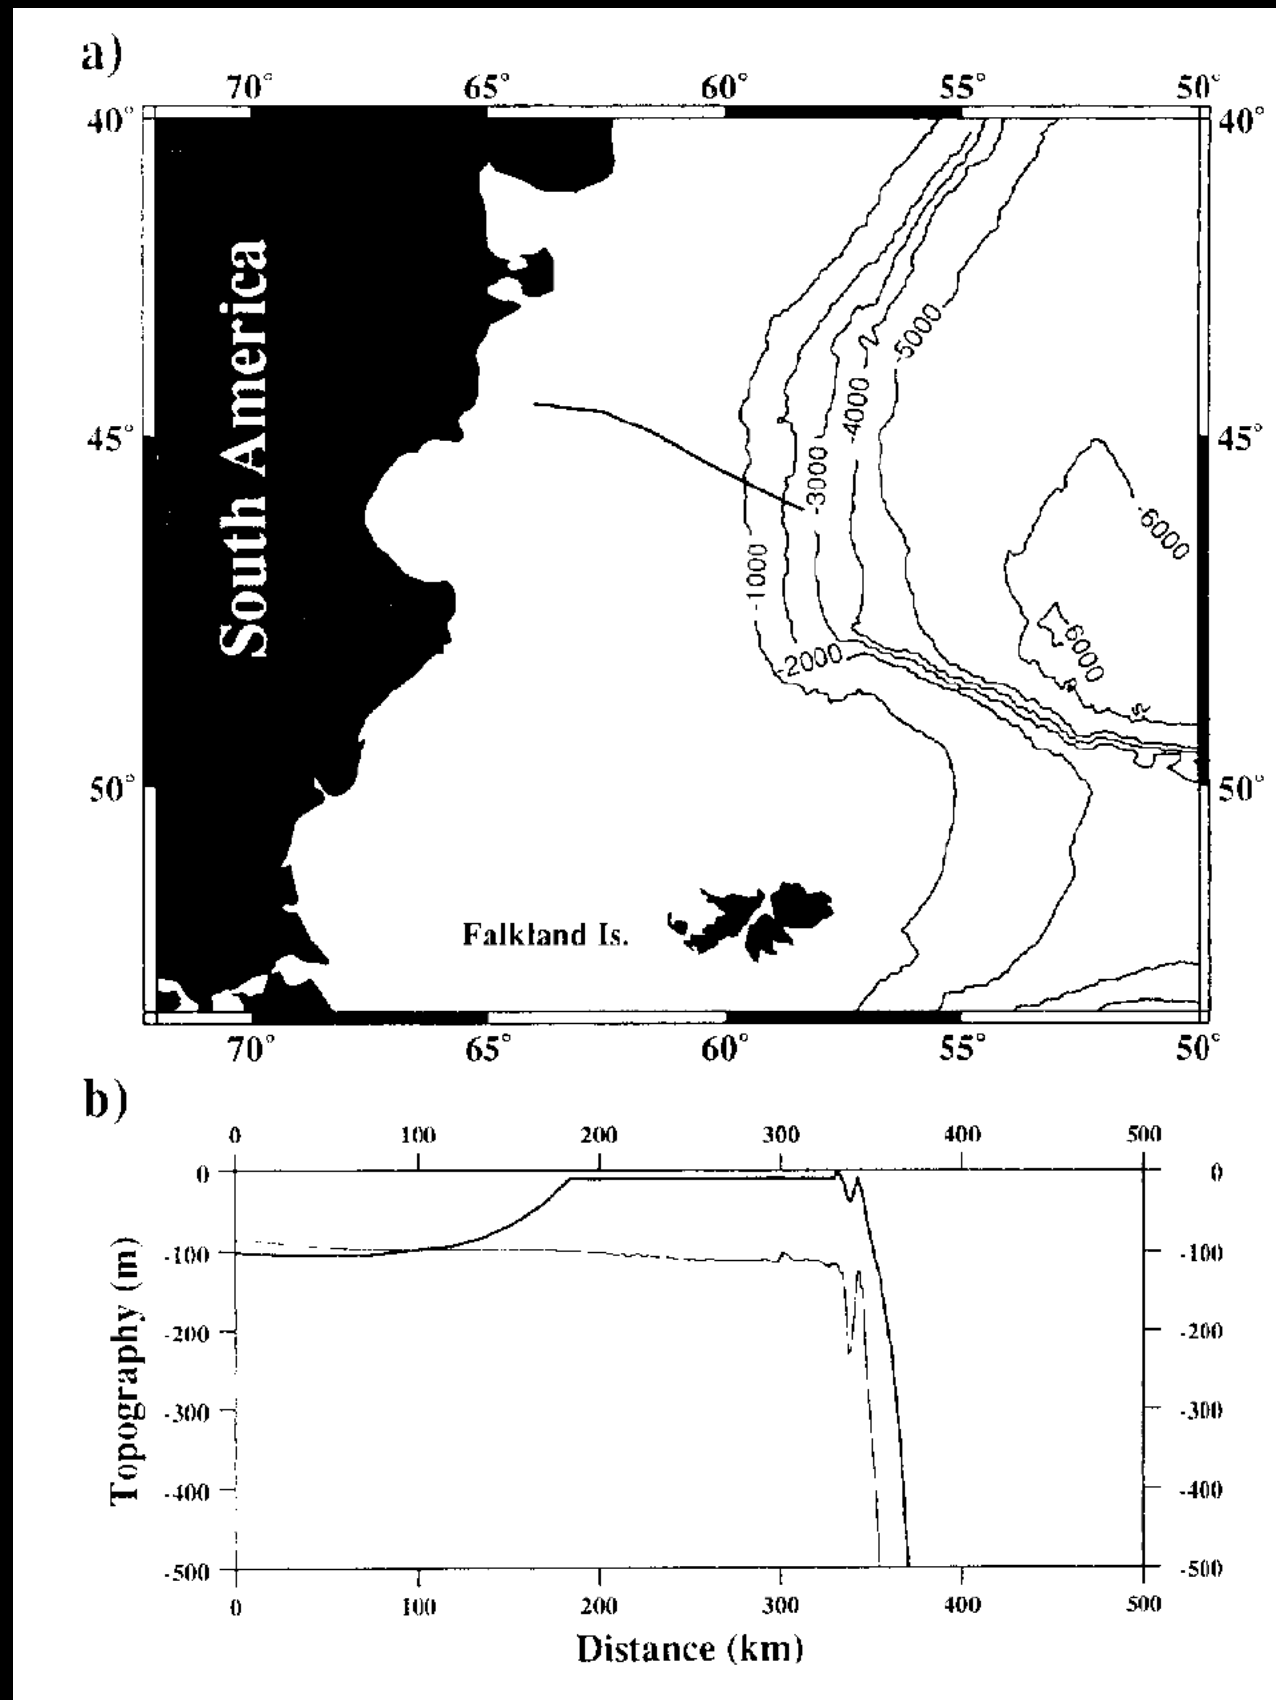 a)
70° 65° 60° 55° 50°
40° 40°
South America
-5000
-4000
45° 45°
-3000
-6000
-1000
-2000
6000
50° 50°
Falkland Is.
70° 65° 60° 55° 50°
b)
0 100 200 300 400 500
0 0
-100 -100
-200 -200
-300 -300
-400 -400
-500 -500
Topography (m)
0 100 200 300 400 500
Distance (km)